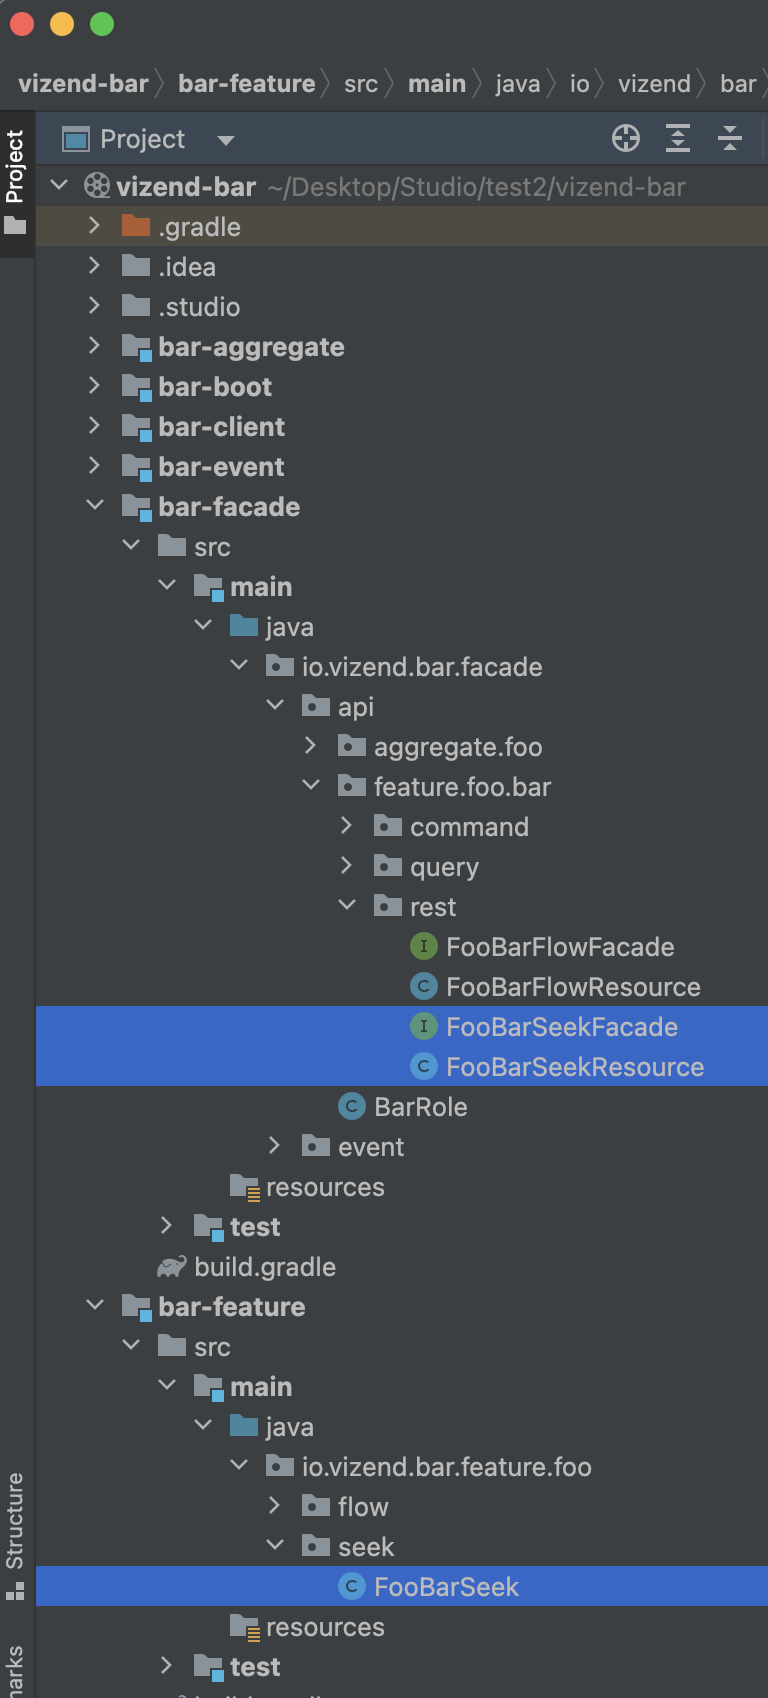 vizend-bar bar-feature src main java io vizend bar
Project
Project
vizend-bar ~/Desktop/Studio/test2/vizend-bar
.gradle
.idea
.studio
bar-aggregate
bar-boot
bar-client
bar-event
bar-facade
src
main
java
io.vizend.bar.facade
api
aggregate.foo
feature.foo.bar
command
query
rest
I FooBarFlowFacade
C FooBarFlowResource
I FooBarSeekFacade
C FooBarSeekResource
C BarRole
event
resources
test
build.gradle
bar-feature
src
main
java
io.vizend.bar.feature.foo
flow
Structure
seek
C FooBarSeek
resources
test